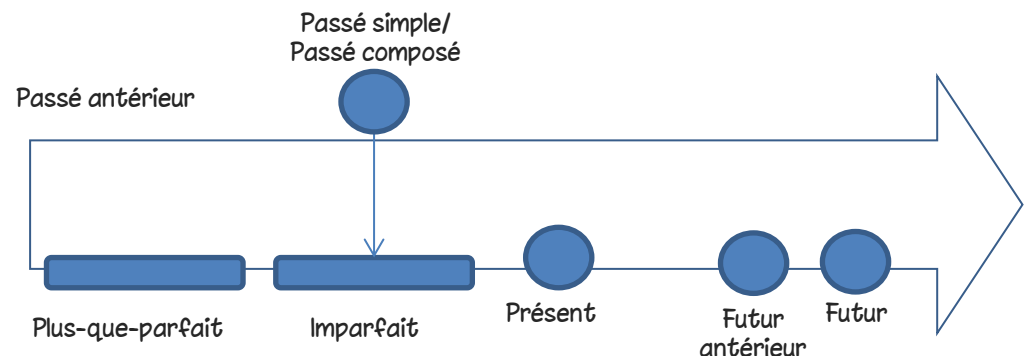 Passé simple/
Passé composé
Passé antérieur
Plus-que-parfait
Imparfait
Présent
Futur
antérieur
Futur